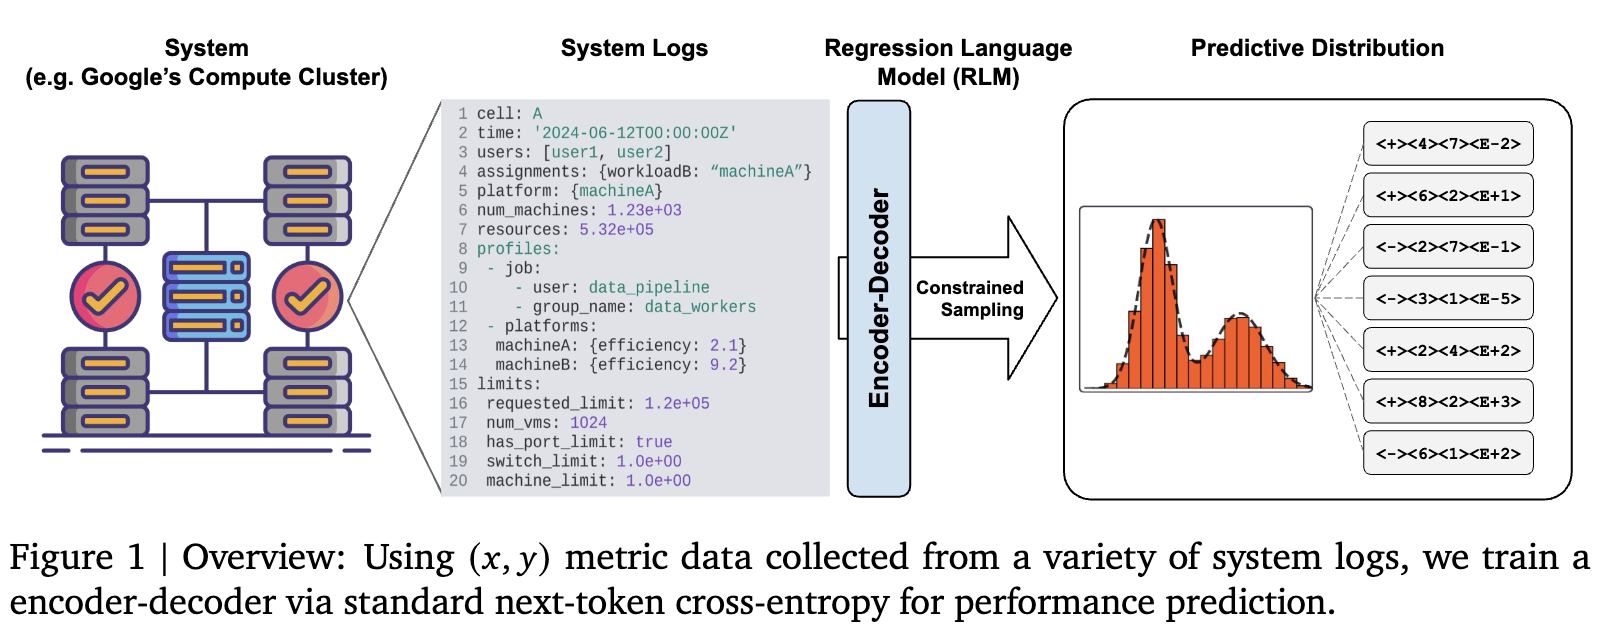 System
(e.g. Google's Compute Cluster)
System Logs
Regression Language
Model (RLM)
Predictive Distribution
1 cell: A
2 time: '2024-06-12T00:00:00Z'
3 users: [user1, user2]
4 assignments: {workloadB: “machineA”}
5 platform: {machineA}
6 num_machines: 1.23e+03
7 resources: 5.32e+05
8 profiles:
9 - job:
10 - user: data_pipeline
11 - group_name: data_workers
12 - platforms:
13 machineA: {efficiency: 2.1}
14 machineB: {efficiency: 9.2}
15 limits:
16 requested_limit: 1.2e+05
17 num_vms: 1024
18 has_port_limit: true
19 switch_limit: 1.0e+00
20 machine_limit: 1.0e+00
Encoder-Decoder
Constrained
Sampling
<+><4><7><E-2>
<+><6><2><E+1>
<-><2><7><E-1>
<-><3><1><E-5>
<+><2><4><E+2>
<+><8><2><E+3>
<-><6><1><E+2>
Figure 1 | Overview: Using (x, y) metric data collected from a variety of system logs, we train a
encoder-decoder via standard next-token cross-entropy for performance prediction.